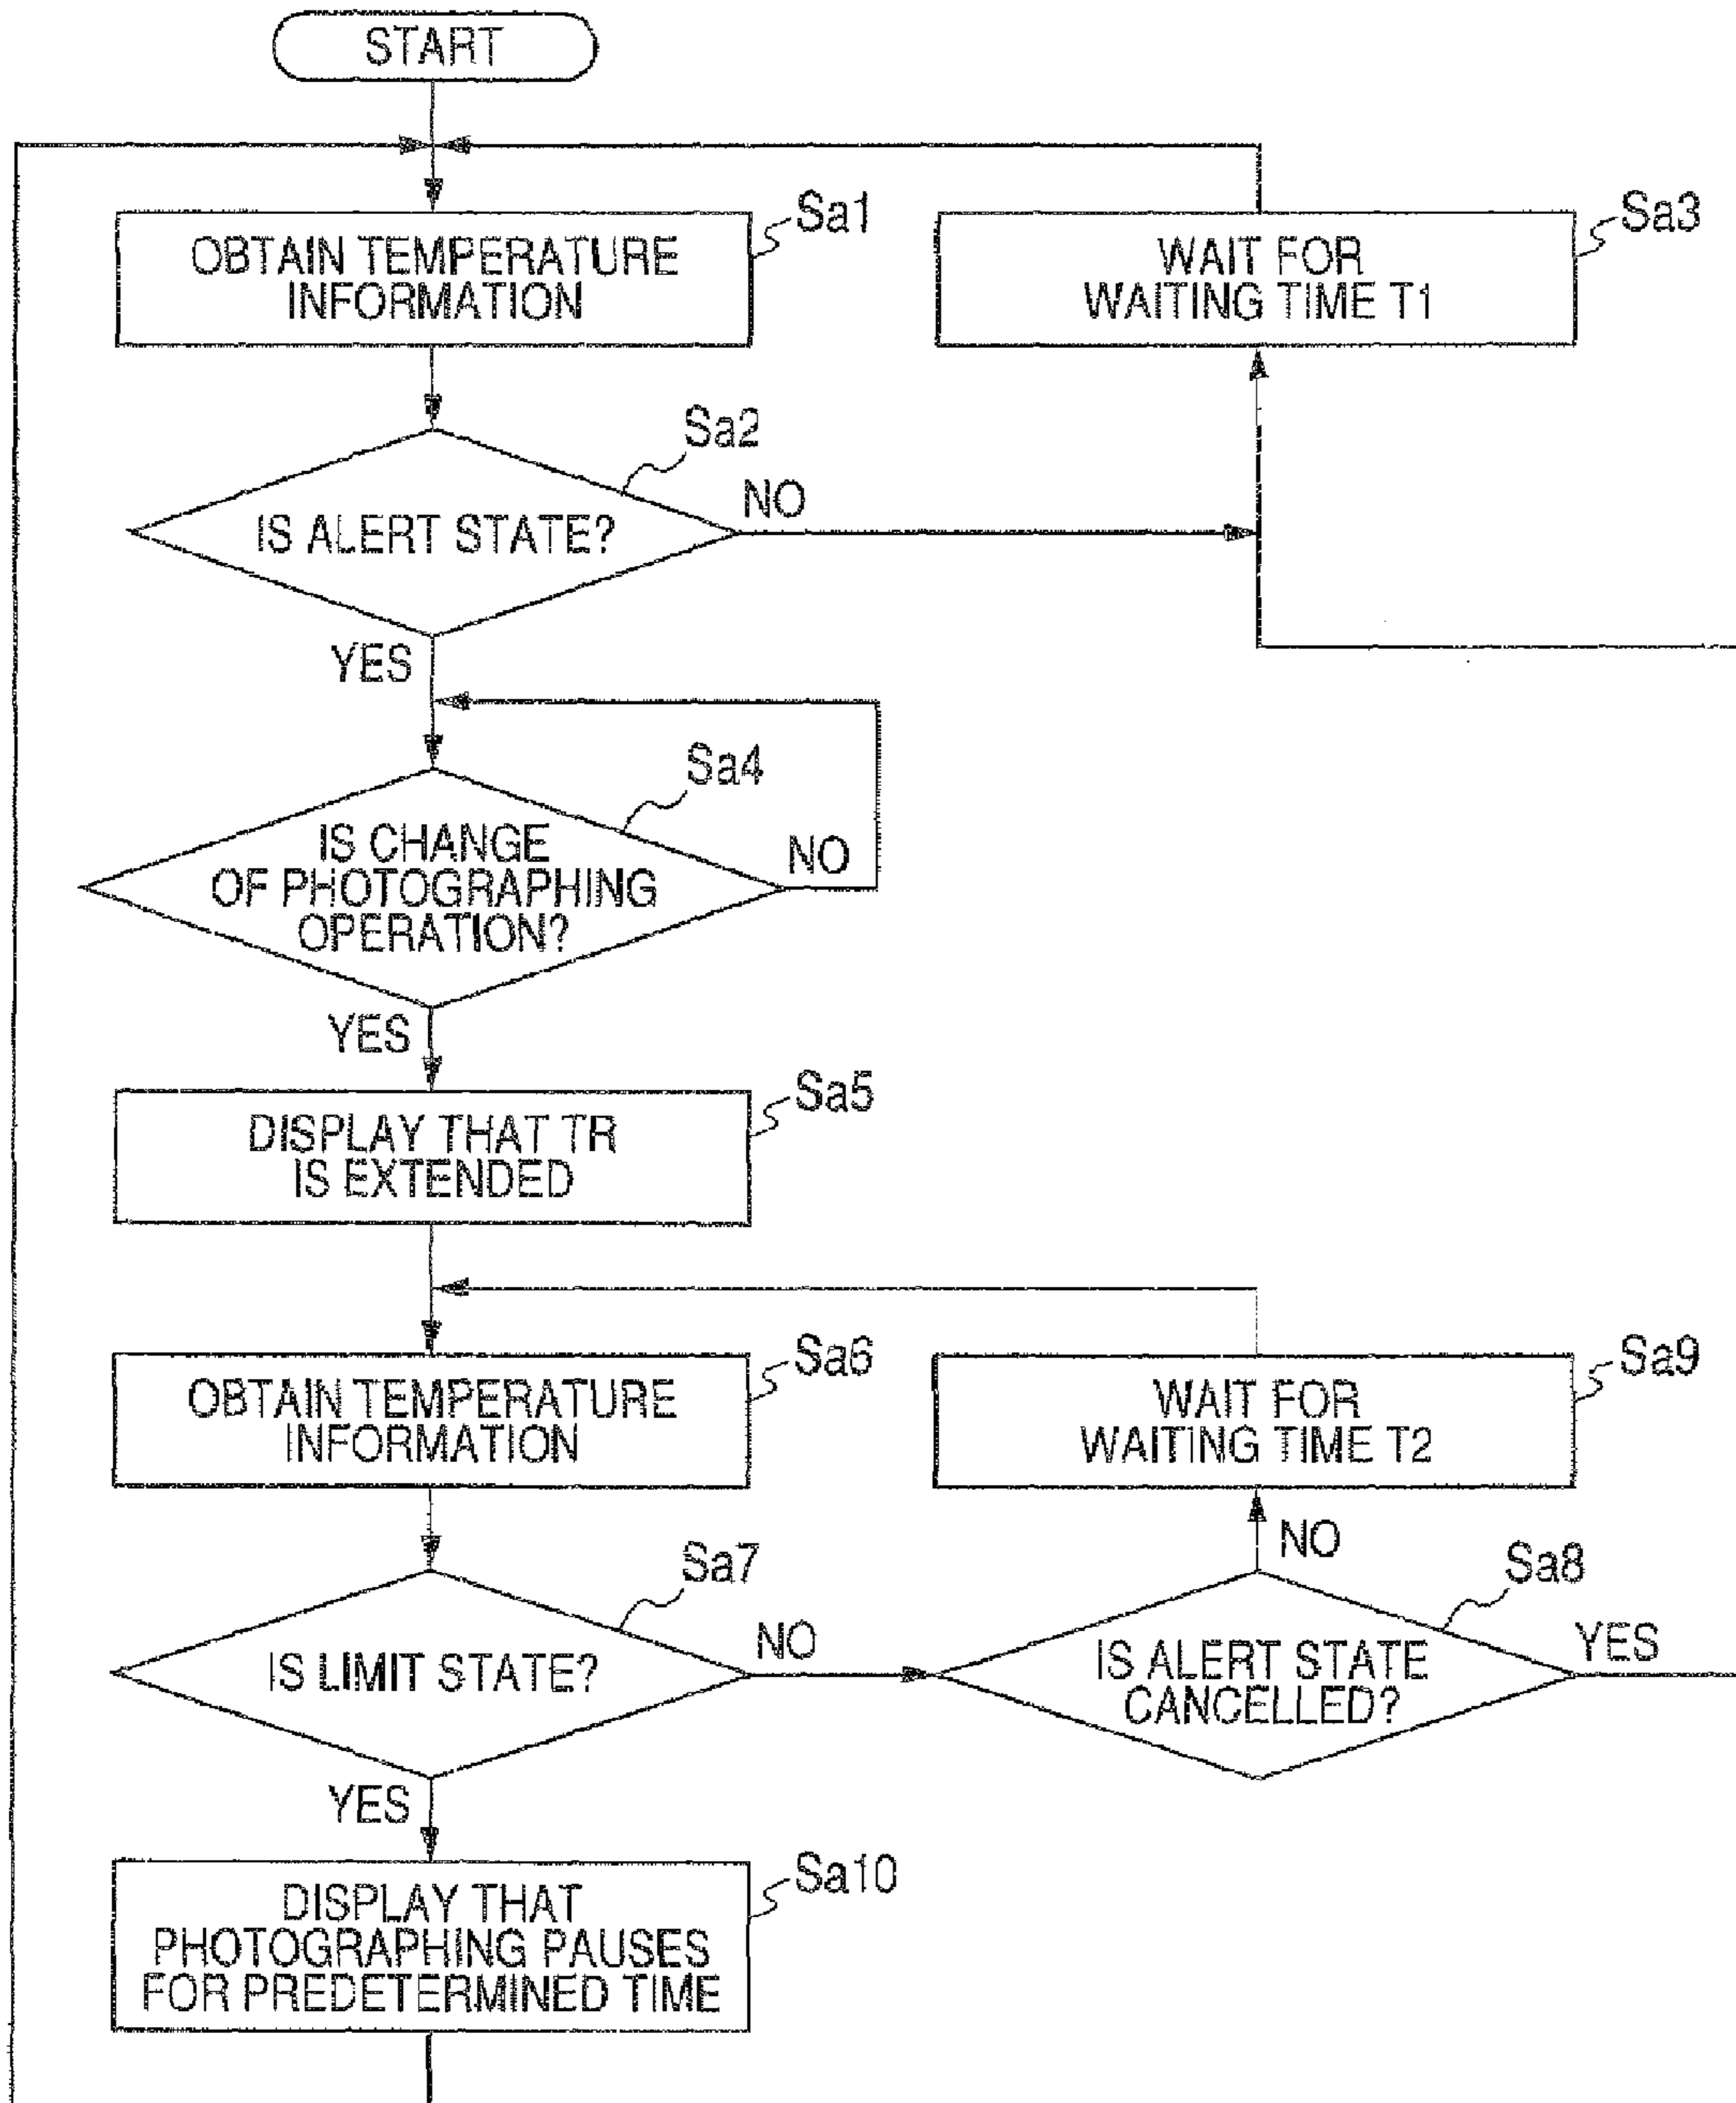 START
Sa1
OBTAIN TEMPERATURE
INFORMATION
Sa3
WAIT FOR
WAITING TIME T1
Sa2
IS ALERT STATE?
NO
YES
Sa4
IS CHANGE
OF PHOTOGRAPHING
OPERATION?
NO
YES
Sa5
DISPLAY THAT TR
IS EXTENDED
Sa6
OBTAIN TEMPERATURE
INFORMATION
Sa9
WAIT FOR
WAITING TIME T2
Sa7
IS LIMIT STATE?
NO
NO
Sa8
IS ALERT STATE
CANCELLED?
YES
YES
Sa10
DISPLAY THAT
PHOTOGRAPHING PAUSES
FOR PREDETERMINED TIME